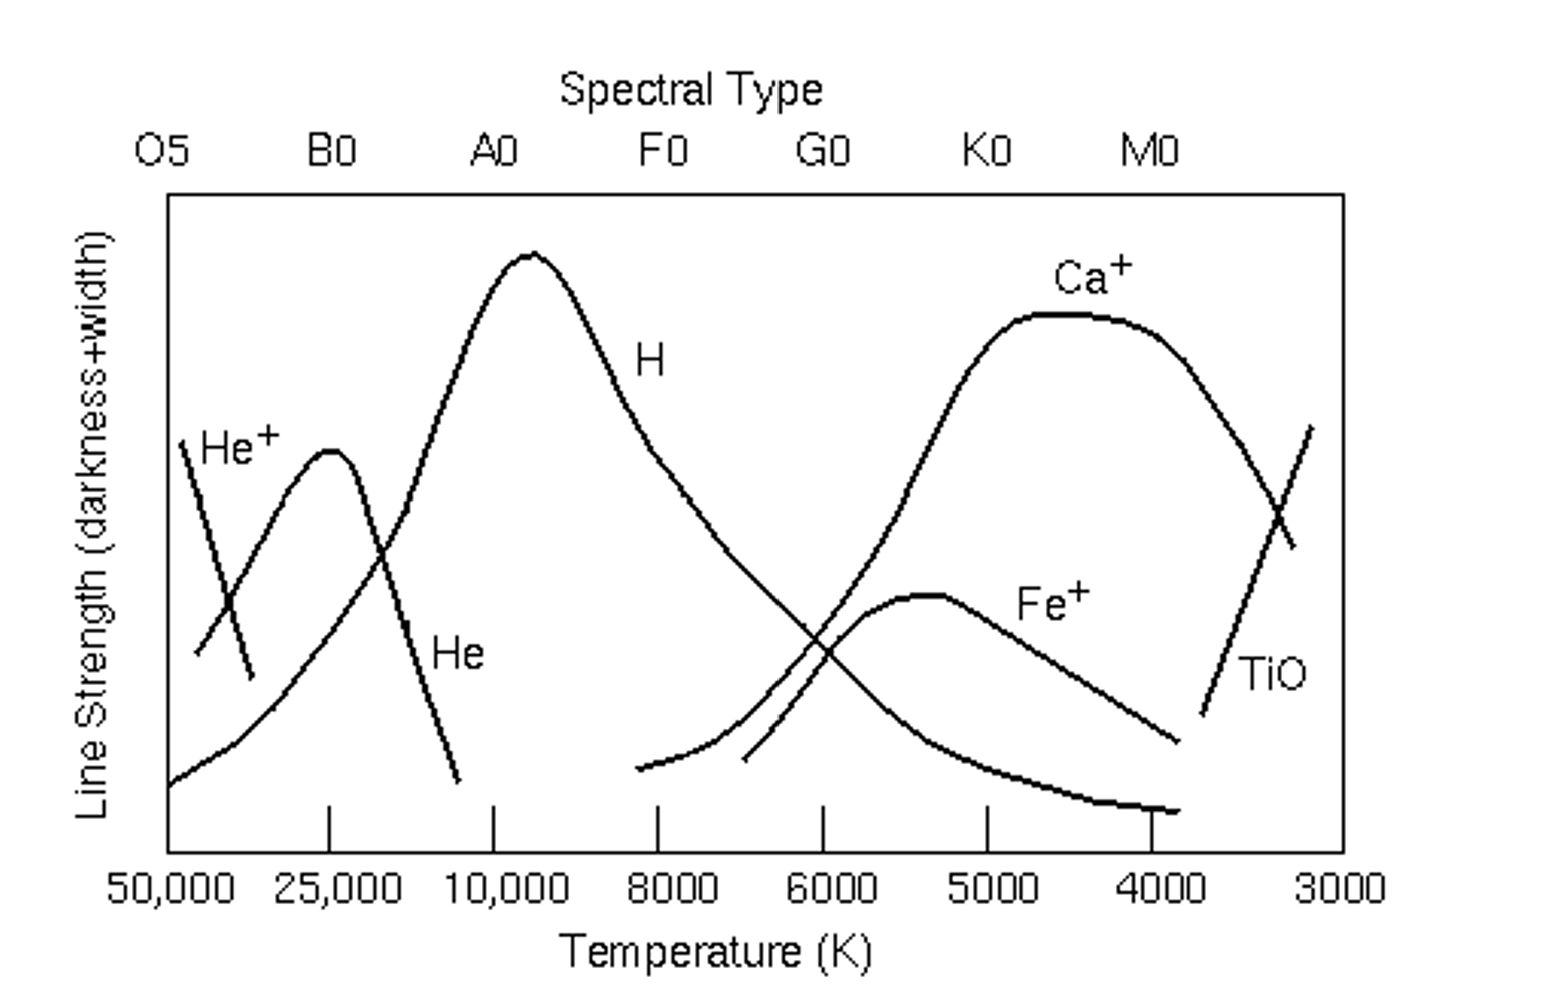 Spectral Type
O5 B0 A0 F0 G0 K0 M0
Line Strength (darkness+width)
Ca+
H
He+
Fe+
He
TiO
50,000 25,000 10,000 8000 6000 5000 4000 3000
Temperature (K)